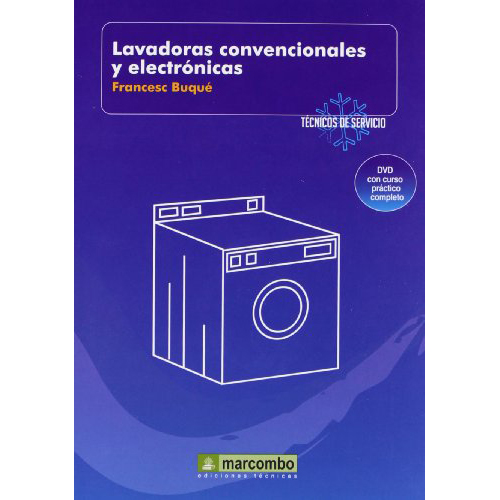 Lavadoras convencionales
y electrónicas
Francesc Buqué
TÉCNICOS DE SERVICIO
DVD
con curso
práctico
completo
marcombo
ediciones técnicas